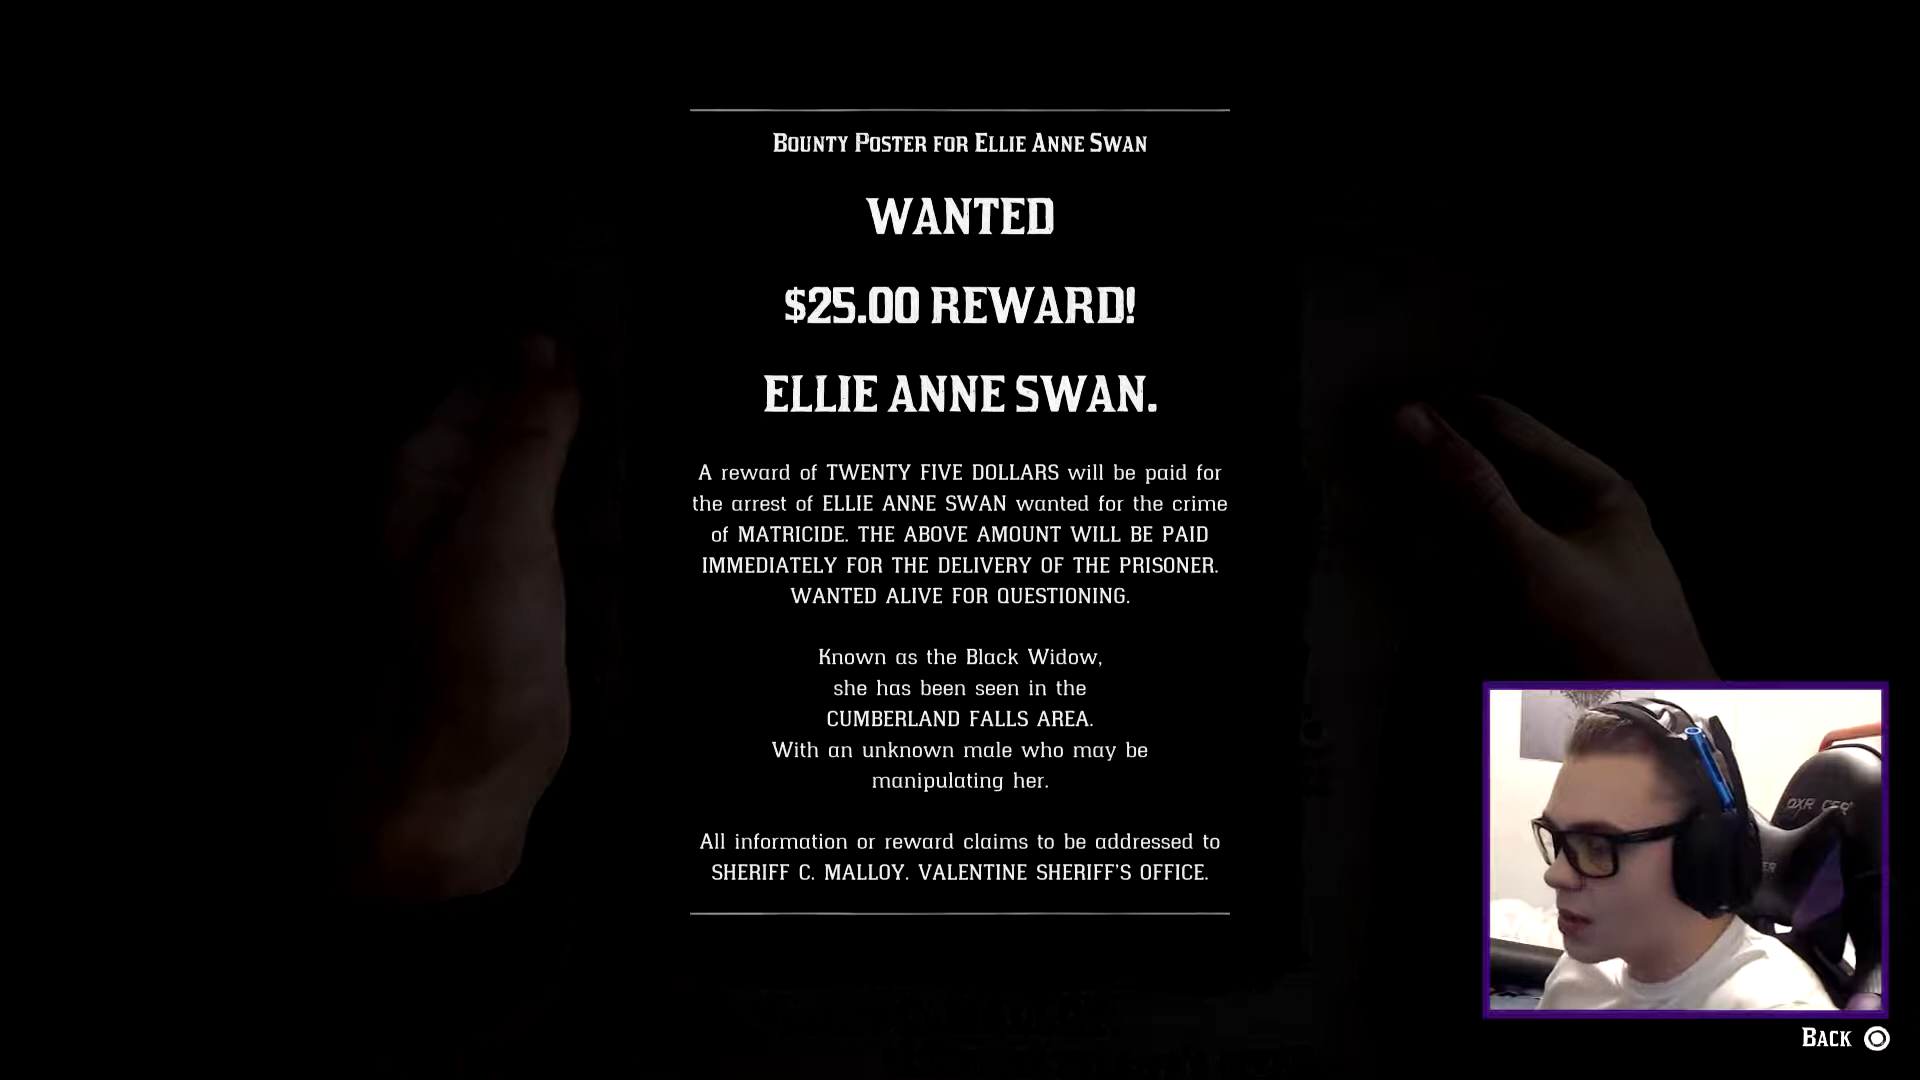 Bounty Poster for Ellie Anne Swan
WANTED
$25.00 REWARD!
ELLIE ANNE SWAN.
A reward of TWENTY FIVE DOLLARS will be paid for
the arrest of ELLIE ANNE SWAN wanted for the crime
of MATRICIDE. THE ABOVE AMOUNT WILL BE PAID
IMMEDIATELY FOR THE DELIVERY OF THE PRISONER.
WANTED ALIVE FOR QUESTIONING.
Known as the Black Widow,
she has been seen in the
CUMBERLAND FALLS AREA.
With an unknown male who may be
manipulating her.
All information or reward claims to be addressed to
SHERIFF C. MALLOY. VALENTINE SHERIFF'S OFFICE.
Back